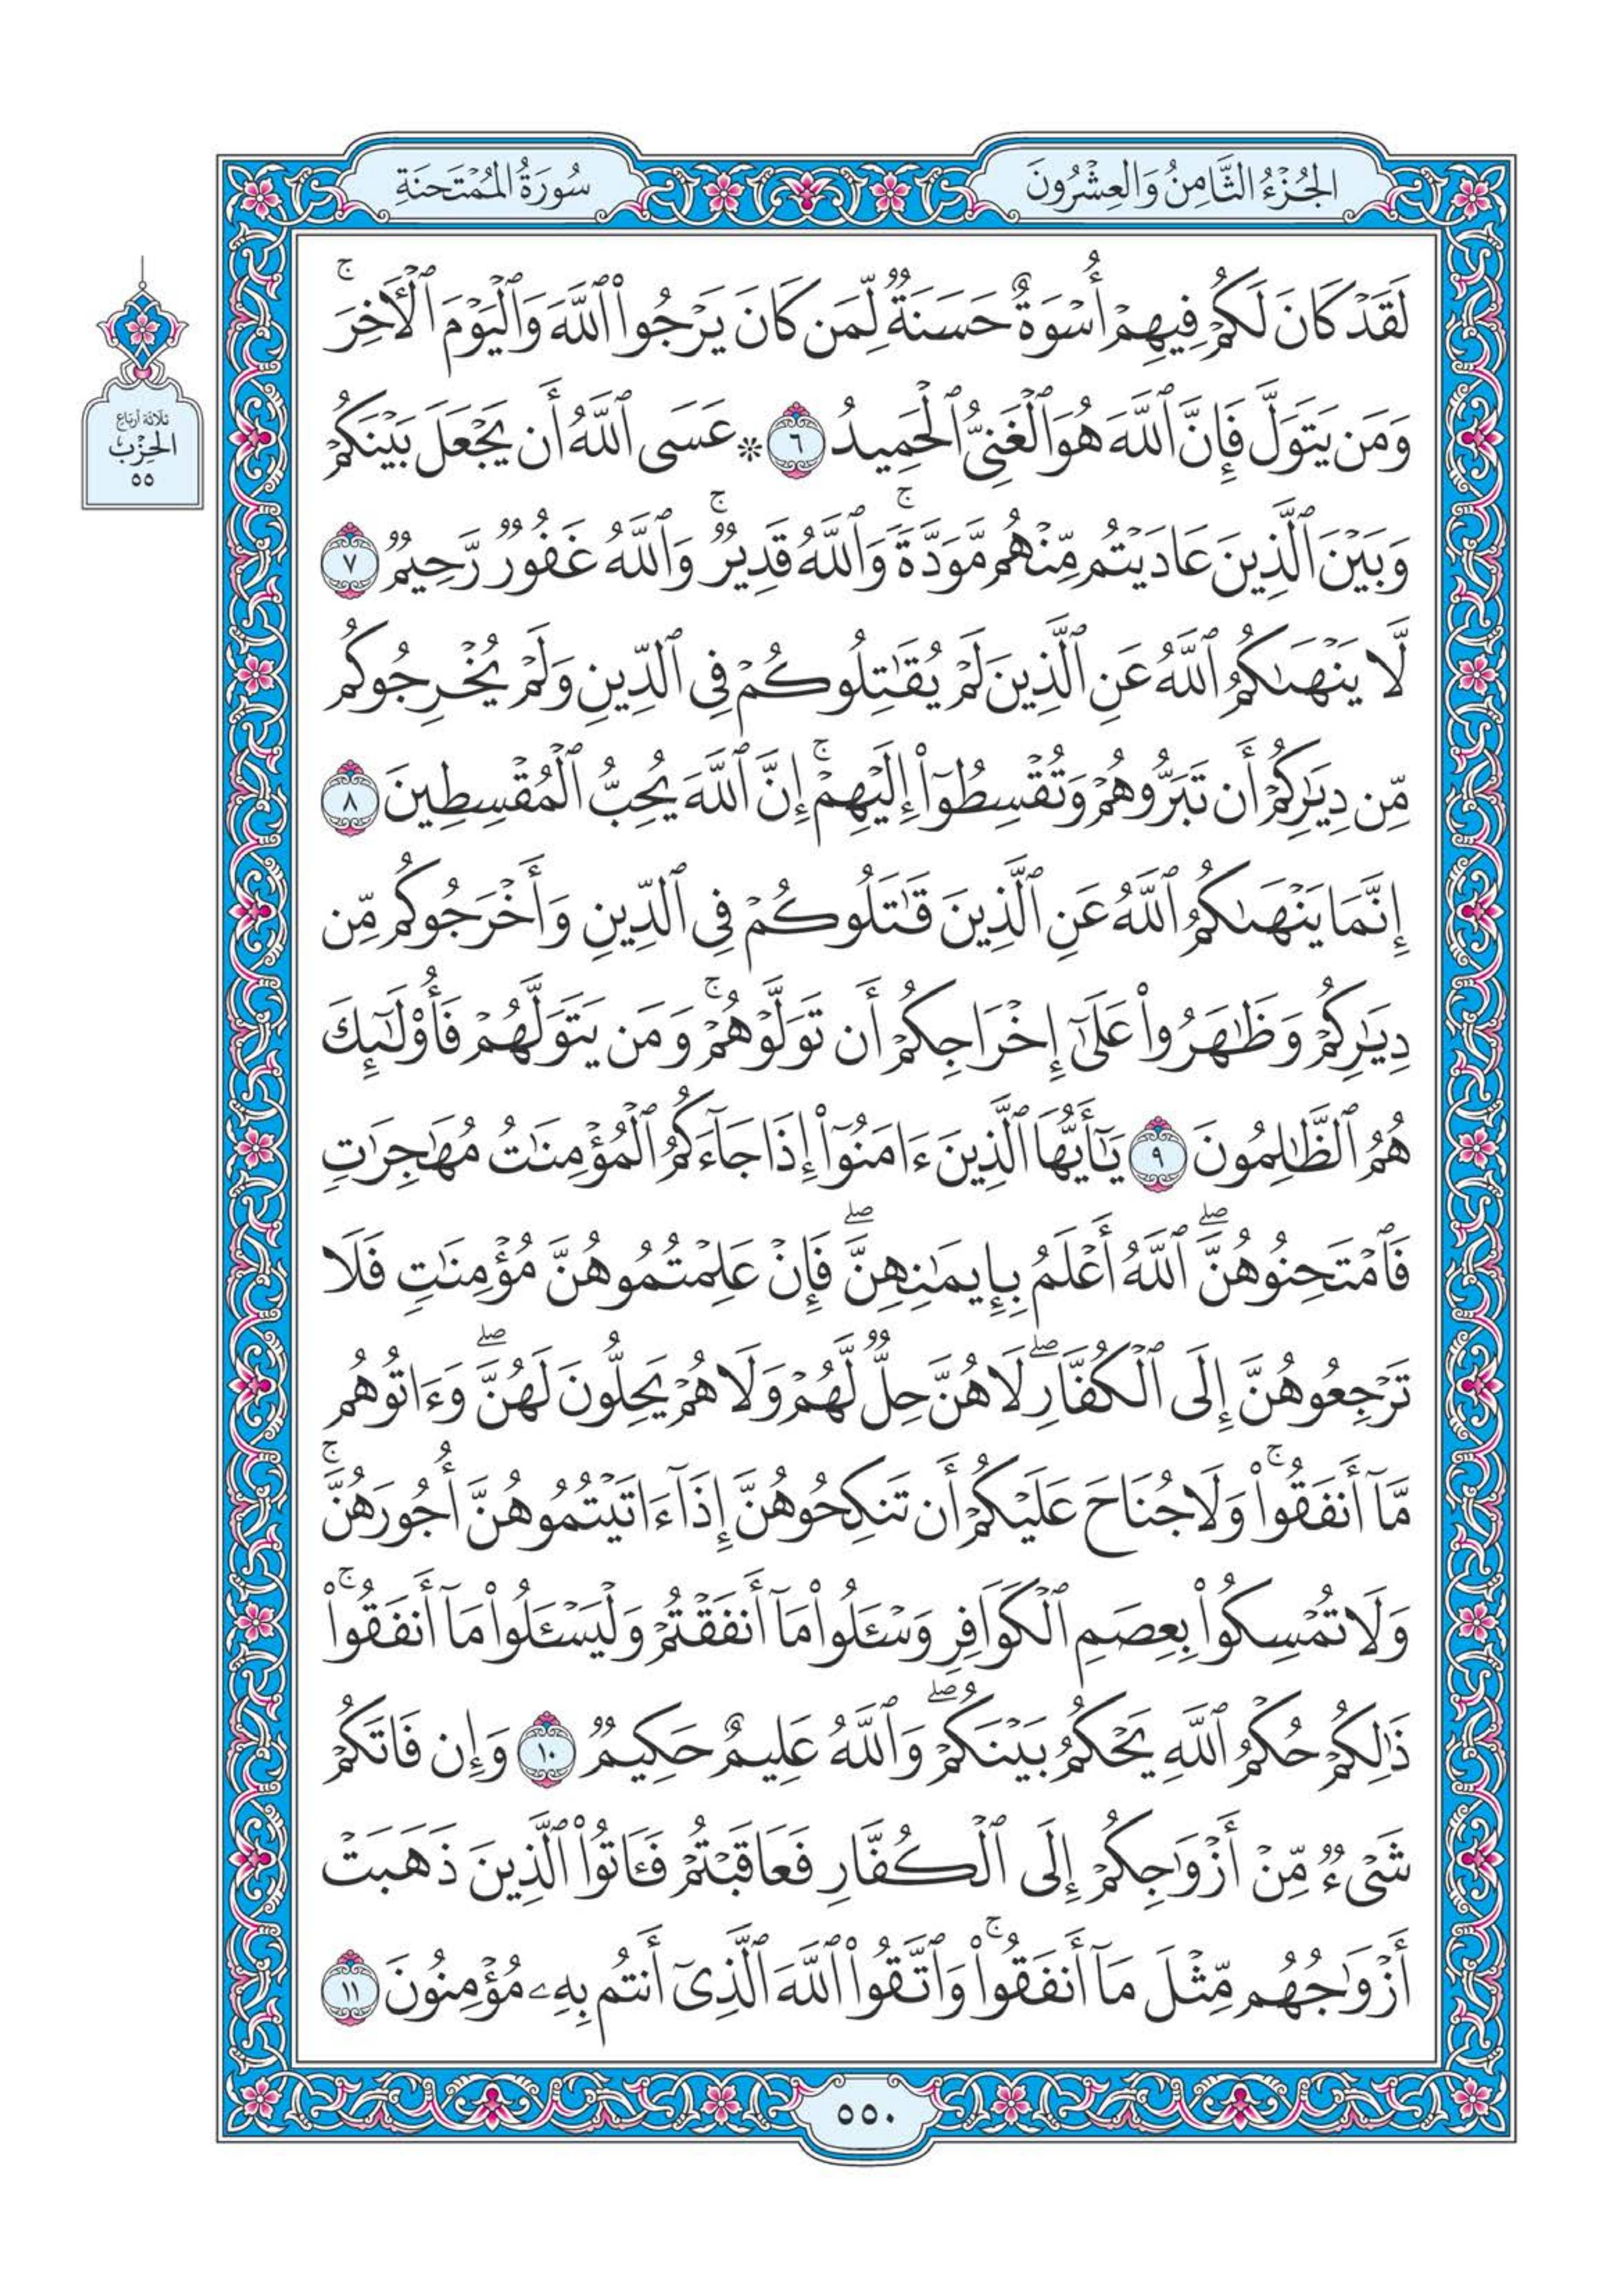 الجُزْءُ الثَّامِنُ وَالعِشْرُونَ
سُورَةُ المُمْتَحنَةِ
لَقَدْ كَانَ لَكُمْ فِيهِمْ أُسْوَةٌ حَسَنَةٌ لِّمَن كَانَ يَرْجُوا۟ ٱللَّهَ وَٱلْيَوْمَ ٱلْـَٔاخِرَۚ
وَمَن يَتَوَلَّ فَإِنَّ ٱللَّهَ هُوَ ٱلْغَنِىُّ ٱلْحَمِيدُ ٦ ۞ عَسَى ٱللَّهُ أَن يَجْعَلَ بَيْنَكُمْ
وَبَيْنَ ٱلَّذِينَ عَادَيْتُم مِّنْهُم مَّوَدَّةًۚ وَٱللَّهُ قَدِيرٌۚ وَٱللَّهُ غَفُورٌ رَّحِيمٌ ٧
لَّا يَنْهَىٰكُمُ ٱللَّهُ عَنِ ٱلَّذِينَ لَمْ يُقَٰتِلُوكُمْ فِى ٱلدِّينِ وَلَمْ يُخْرِجُوكُم
مِّن دِيَٰرِكُمْ أَن تَبَرُّوهُمْ وَتُقْسِطُوٓا۟ إِلَيْهِمْۚ إِنَّ ٱللَّهَ يُحِبُّ ٱلْمُقْسِطِينَ ٨
إِنَّمَا يَنْهَىٰكُمُ ٱللَّهُ عَنِ ٱلَّذِينَ قَٰتَلُوكُمْ فِى ٱلدِّينِ وَأَخْرَجُوكُم مِّن
دِيَٰرِكُمْ وَظَٰهَرُوا۟ عَلَىٰٓ إِخْرَاجِكُمْ أَن تَوَلَّوْهُمْۚ وَمَن يَتَوَلَّهُمْ فَأُو۟لَٰٓئِكَ
هُمُ ٱلظَّٰلِمُونَ ٩ يَٰٓأَيُّهَا ٱلَّذِينَ ءَامَنُوٓا۟ إِذَا جَآءَكُمُ ٱلْمُؤْمِنَٰتُ مُهَٰجِرَٰتٍ
فَٱمْتَحِنُوهُنَّۖ ٱللَّهُ أَعْلَمُ بِإِيمَٰنِهِنَّۖ فَإِنْ عَلِمْتُمُوهُنَّ مُؤْمِنَٰتٍ فَلَا
تَرْجِعُوهُنَّ إِلَى ٱلْكُفَّارِۖ لَا هُنَّ حِلٌّ لَّهُمْ وَلَا هُمْ يَحِلُّونَ لَهُنَّۖ وَءَاتُوهُم
مَّآ أَنفَقُوا۟ۚ وَلَا جُنَاحَ عَلَيْكُمْ أَن تَنكِحُوهُنَّ إِذَآ ءَاتَيْتُمُوهُنَّ أُجُورَهُنَّۚ
وَلَا تُمْسِكُوا۟ بِعِصَمِ ٱلْكَوَافِرِ وَسْـَٔلُوا۟ مَآ أَنفَقْتُمْ وَلْيَسْـَٔلُوا۟ مَآ أَنفَقُوا۟ۚ
ذَٰلِكُمْ حُكْمُ ٱللَّهِ يَحْكُمُ بَيْنَكُمْۖ وَٱللَّهُ عَلِيمٌ حَكِيمٌ ١٠ وَإِن فَاتَكُمْ
شَىْءٌ مِّنْ أَزْوَٰجِكُمْ إِلَى ٱلْكُفَّارِ فَعَاقَبْتُمْ فَـَٔاتُوا۟ ٱلَّذِينَ ذَهَبَتْ
أَزْوَٰجُهُم مِّثْلَ مَآ أَنفَقُوا۟ۚ وَٱتَّقُوا۟ ٱللَّهَ ٱلَّذِىٓ أَنتُم بِهِۦ مُؤْمِنُونَ ١١
ثلاثة أرباع
الحِزْب
٥٥
٥٥٠